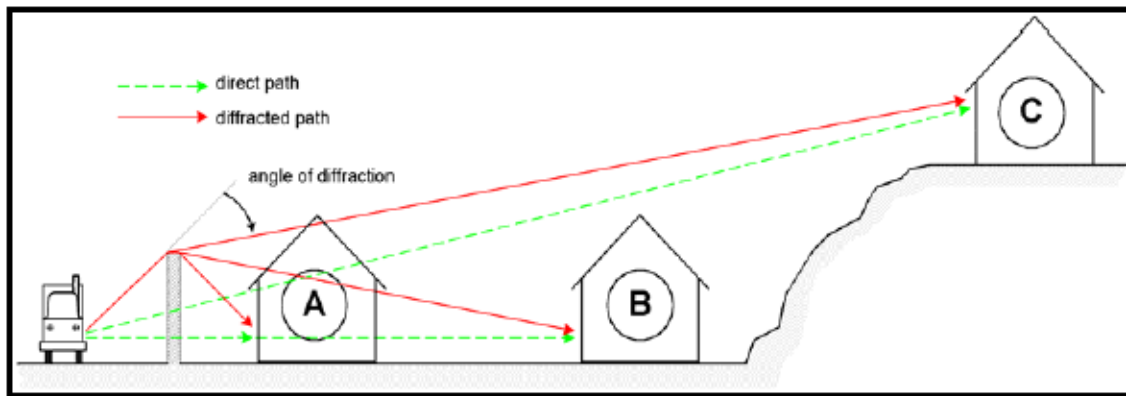 direct path
diffracted path
angle of diffraction
A
B
C